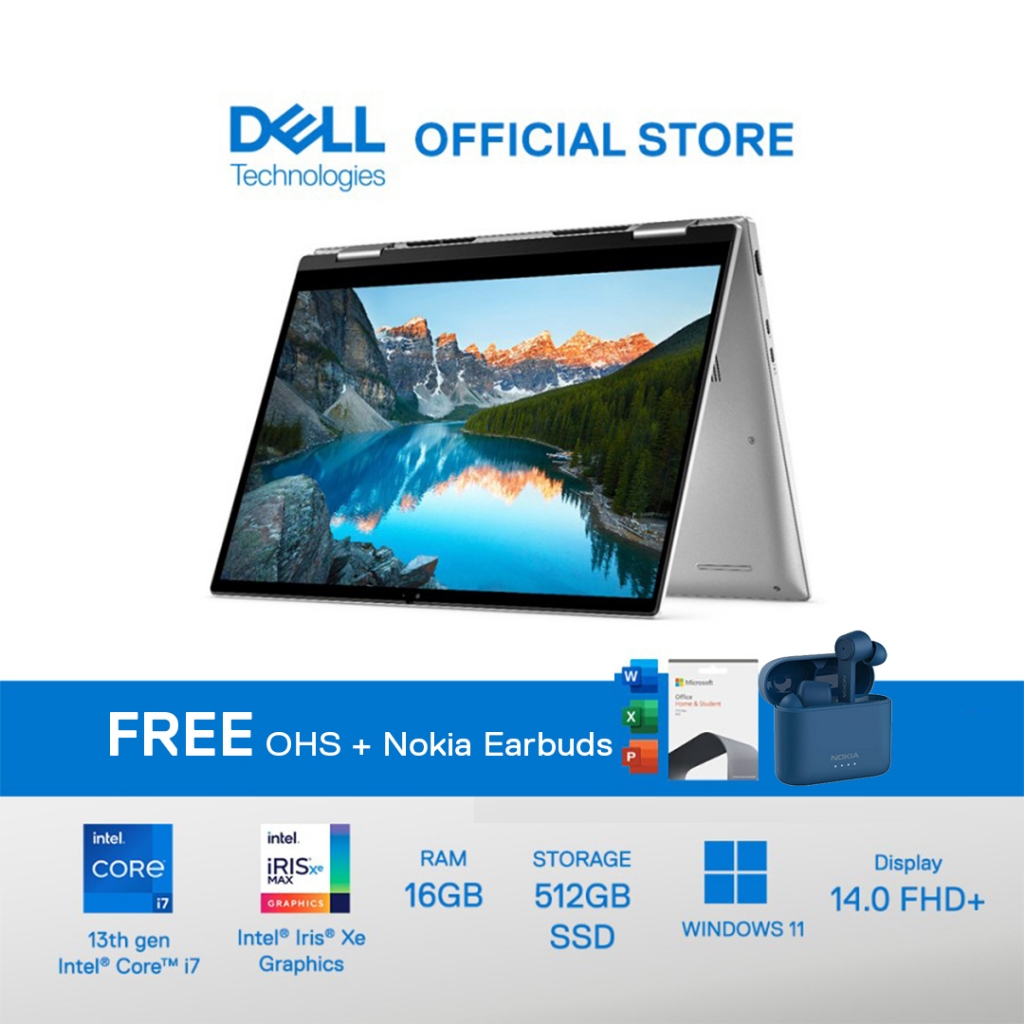 DELL
Technologies
OFFICIAL STORE
FREE OHS + Nokia Earbuds
W
X
P
Microsoft
Office
Home & Student
NOKIA
intel.
CORE
i7
13th gen
Intel® Core™ i7
intel.
iRIS Xe
MAX
GRAPHICS
Intel® Iris® Xe
Graphics
RAM
16GB
STORAGE
512GB
SSD
WINDOWS 11
Display
14.0 FHD+